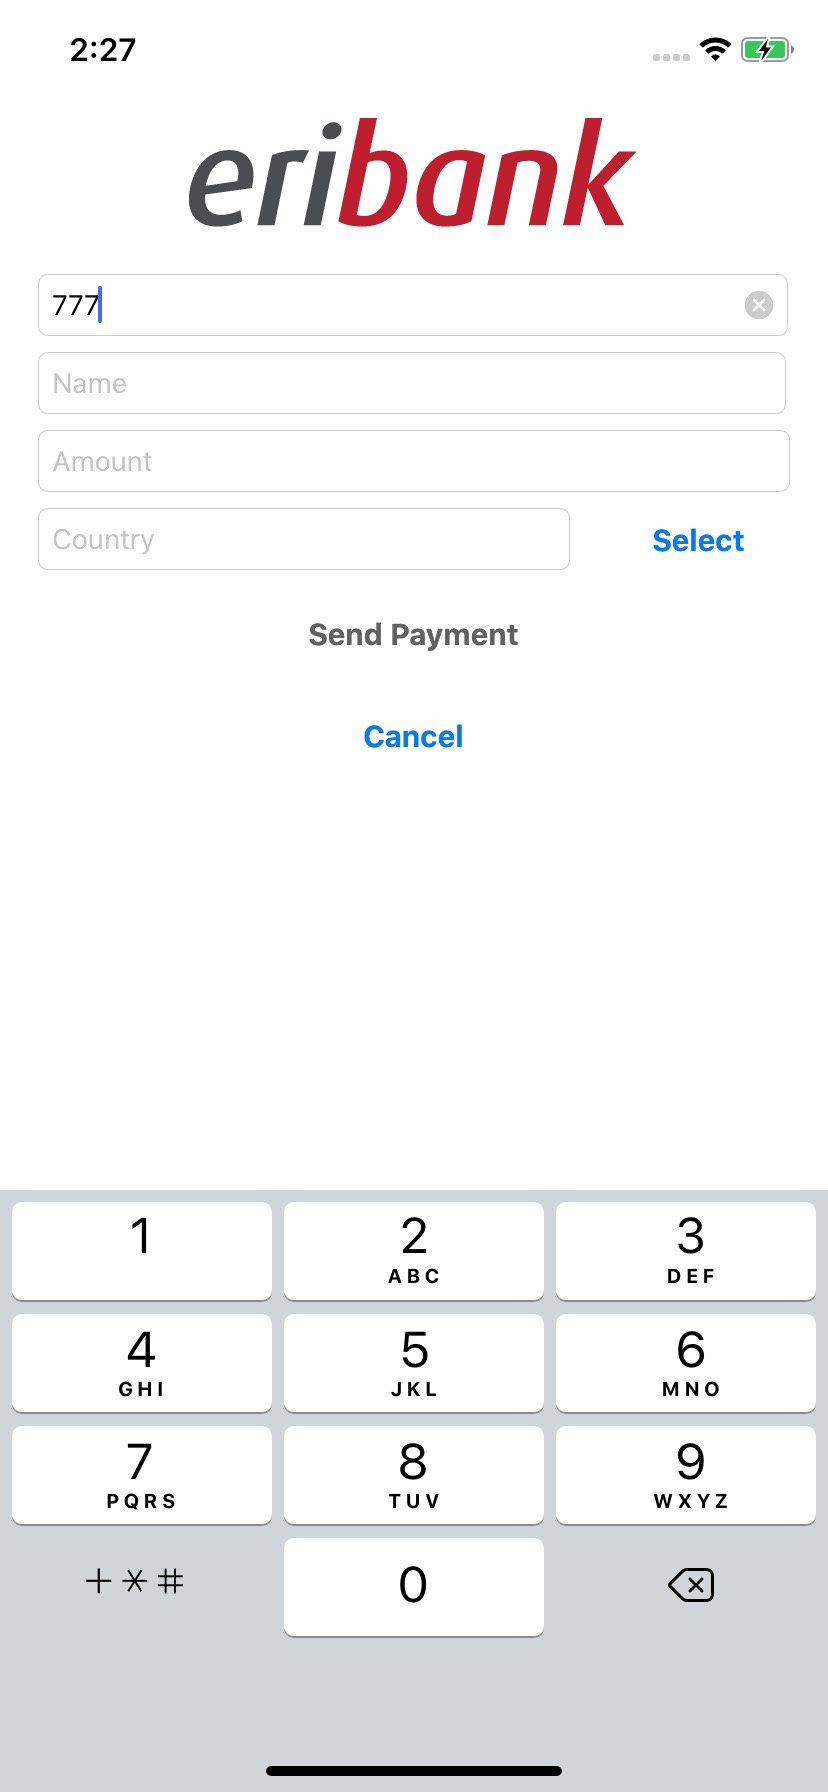 2:27
eribank
777
Name
Amount
Country
Select
Send Payment
Cancel
1
2
ABC
3
DEF
4
GHI
5
JKL
6
MNO
7
PQRS
8
TUV
9
WXYZ
+*#
0